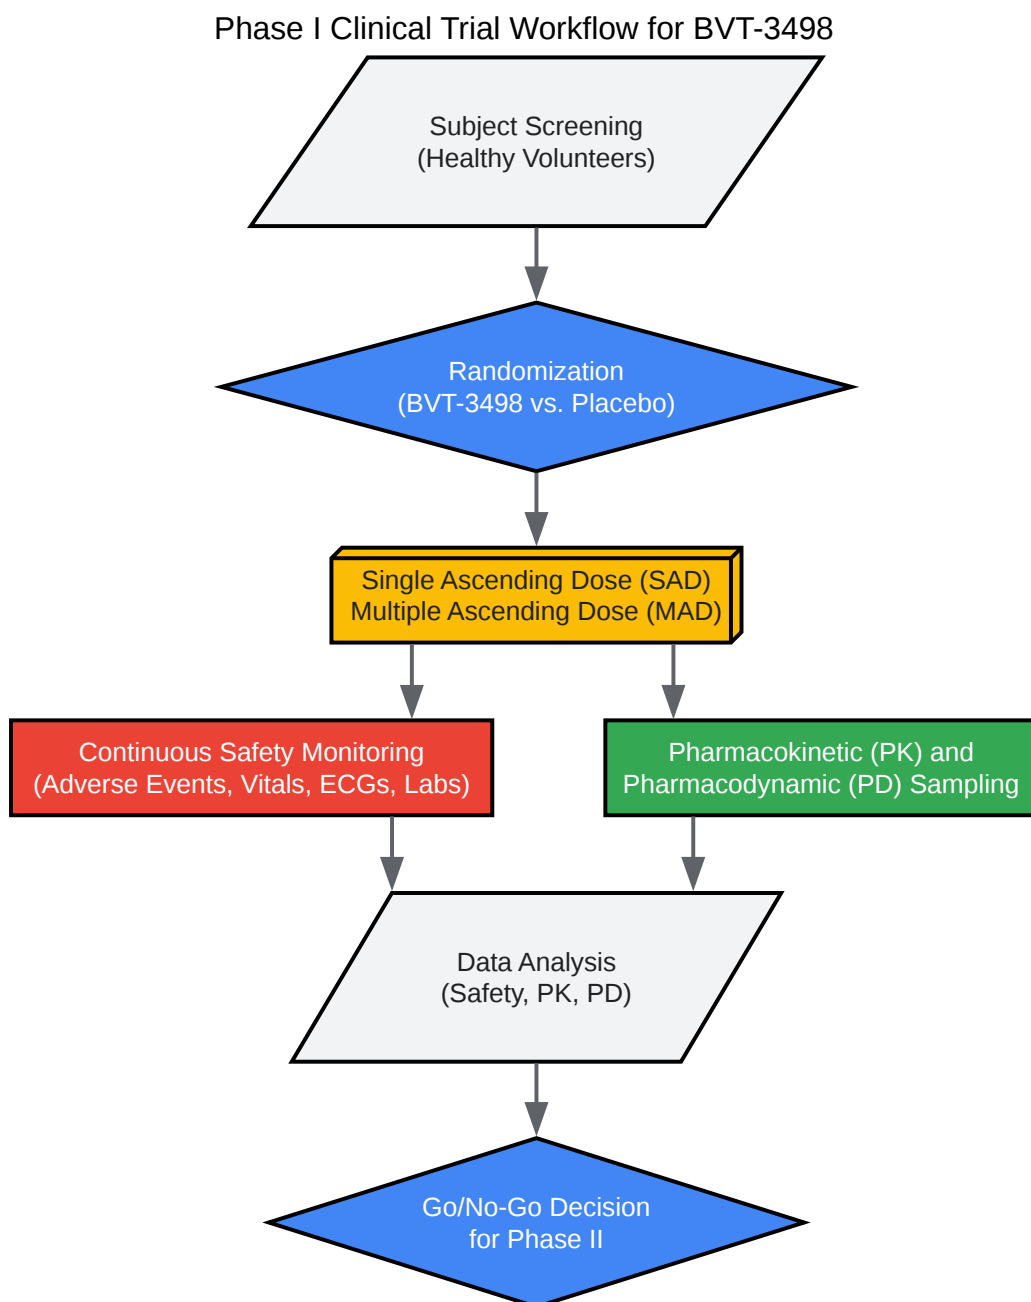 Phase I Clinical Trial Workflow for BVT-3498
Subject Screening
(Healthy Volunteers)
Randomization
(BVT-3498 vs. Placebo)
Single Ascending Dose (SAD)
Multiple Ascending Dose (MAD)
Continuous Safety Monitoring
(Adverse Events, Vitals, ECGs, Labs)
Pharmacokinetic (PK) and
Pharmacodynamic (PD) Sampling
Data Analysis
(Safety, PK, PD)
Go/No-Go Decision
for Phase II